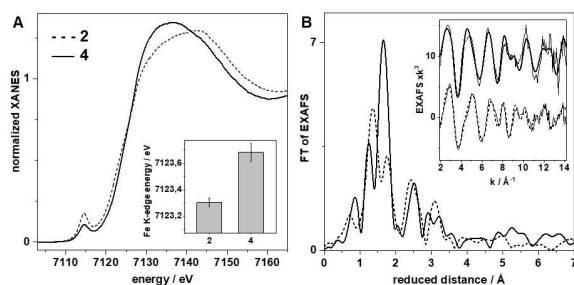 A
2
4
normalized XANES
1
0
7110 7120 7130 7140 7150 7160
energy / eV
Fe K-edge energy / eV
7123,6
7123,4
7123,2
2 4
B
FT of EXAFS
7
0
0 1 2 3 4 5 6 7
reduced distance / Å
EXAFS xk³
10
0
2 4 6 8 10 12 14
k / Å⁻¹